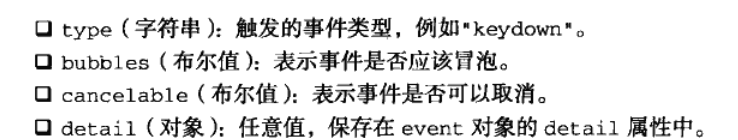 ❑ type（字符串）：触发的事件类型，例如"keydown"。
❑ bubbles（布尔值）：表示事件是否应该冒泡。
❑ cancelable（布尔值）：表示事件是否可以取消。
❑ detail（对象）：任意值，保存在 event 对象的 detail 属性中。